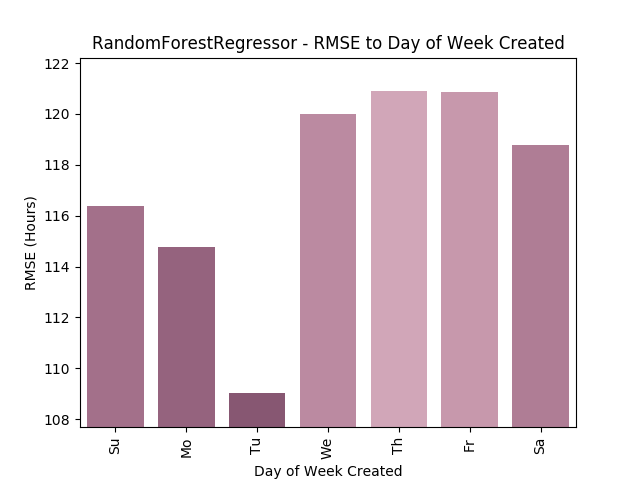 RandomForestRegressor - RMSE to Day of Week Created
122
120
118
116
114
112
110
108
RMSE (Hours)
Su
Mo
Tu
We
Th
Fr
Sa
Day of Week Created